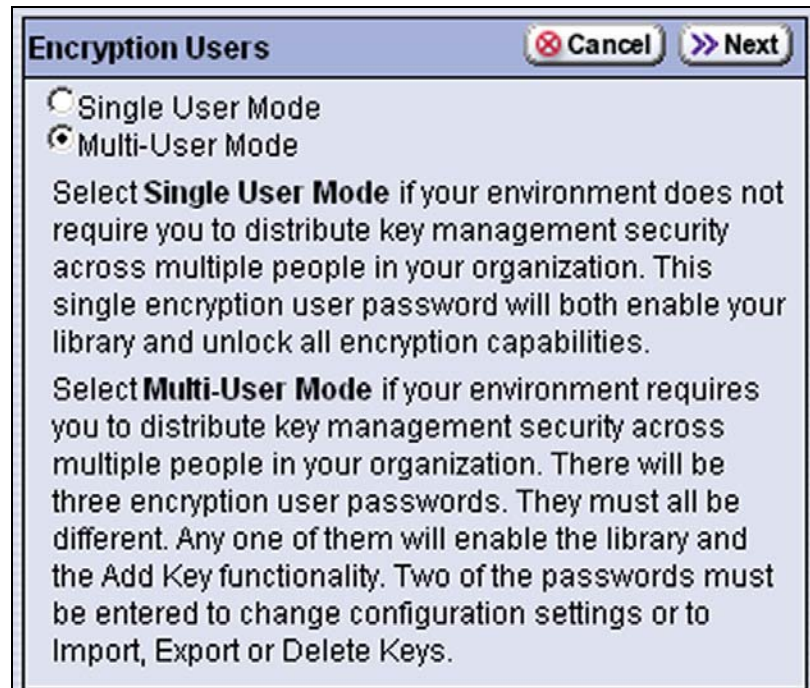 Encryption Users
Cancel
Next
Single User Mode
Multi-User Mode
Select Single User Mode if your environment does not
require you to distribute key management security
across multiple people in your organization. This
single encryption user password will both enable your
library and unlock all encryption capabilities.
Select Multi-User Mode if your environment requires
you to distribute key management security across
multiple people in your organization. There will be
three encryption user passwords. They must all be
different. Any one of them will enable the library and
the Add Key functionality. Two of the passwords must
be entered to change configuration settings or to
Import, Export or Delete Keys.